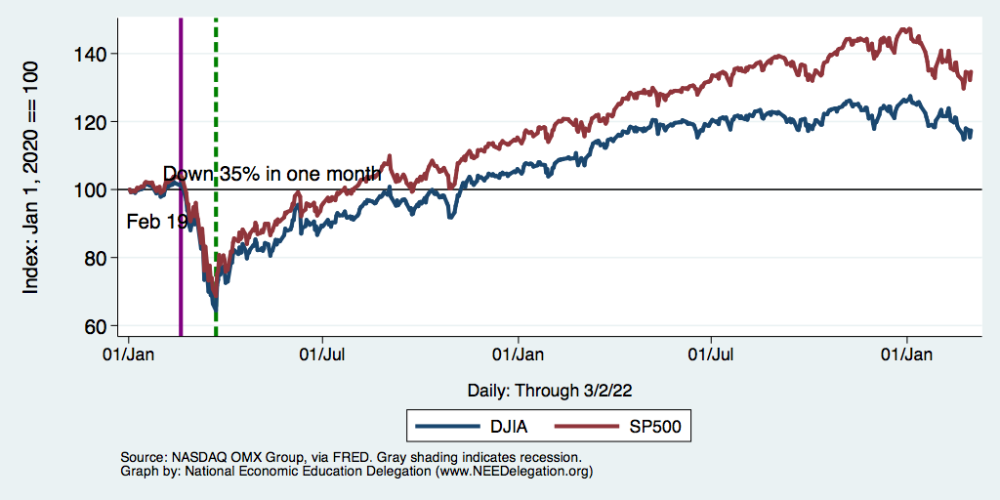 Index: Jan 1, 2020 == 100
140
120
100
80
60
Down 35% in one month
Feb 19
01/Jan 01/Jul 01/Jan 01/Jul 01/Jan
Daily: Through 3/2/22
DJIA SP500
Source: NASDAQ OMX Group, via FRED. Gray shading indicates recession.
Graph by: National Economic Education Delegation (www.NEEDelegation.org)